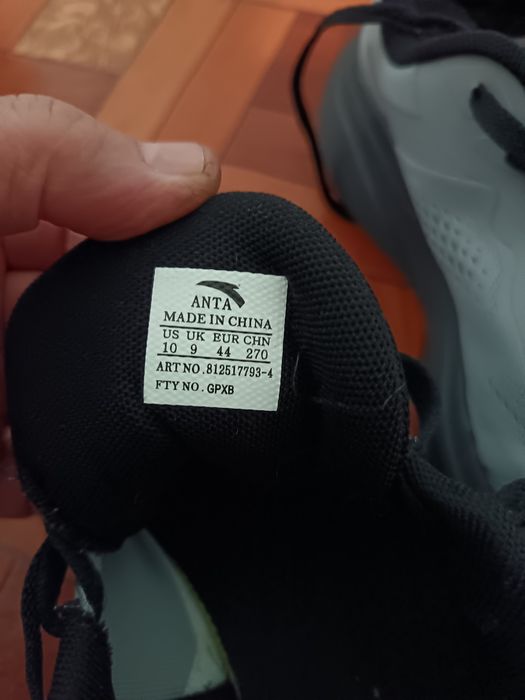 ANTA
MADE IN CHINA
US UK EUR CHN
10 9 44 270
ART NO.812517793-4
FTY NO. GPXB